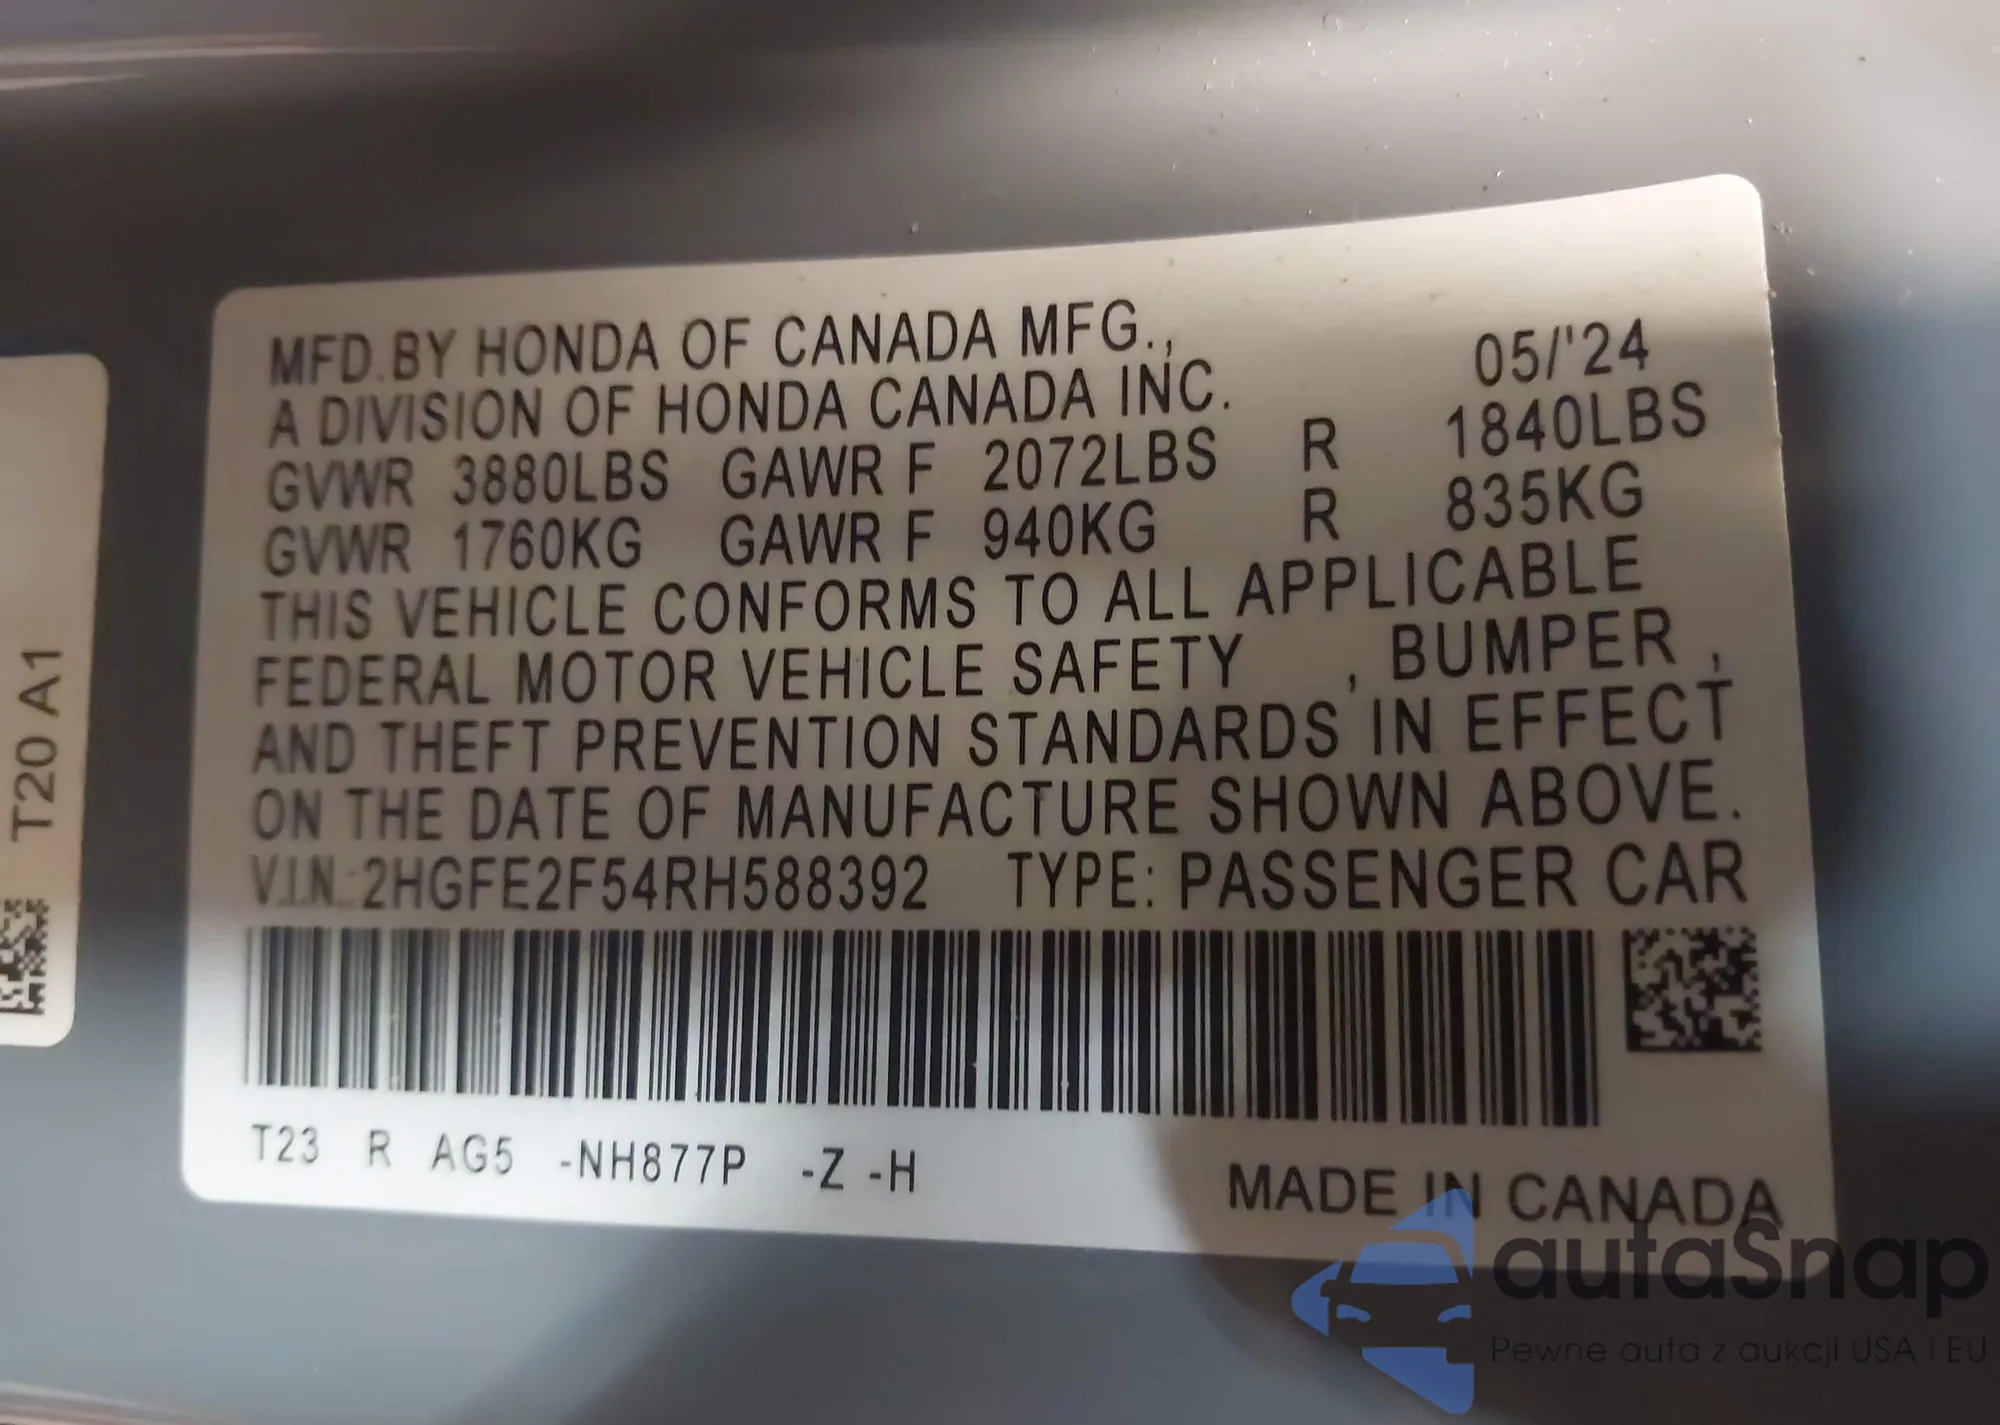 MFD.BY HONDA OF CANADA MFG., 05/'24
A DIVISION OF HONDA CANADA INC.
GVWR 3880LBS GAWR F 2072LBS R 1840LBS
GVWR 1760KG GAWR F 940KG R 835KG
THIS VEHICLE CONFORMS TO ALL APPLICABLE
FEDERAL MOTOR VEHICLE SAFETY , BUMPER ,
AND THEFT PREVENTION STANDARDS IN EFFECT
ON THE DATE OF MANUFACTURE SHOWN ABOVE.
V.I.N.:2HGFE2F54RH588392 TYPE: PASSENGER CAR
T23 R AG5 -NH877P -Z -H
MADE IN CANADA
T20 A1
autaSnap
Pewne auta z aukcji USA i EU